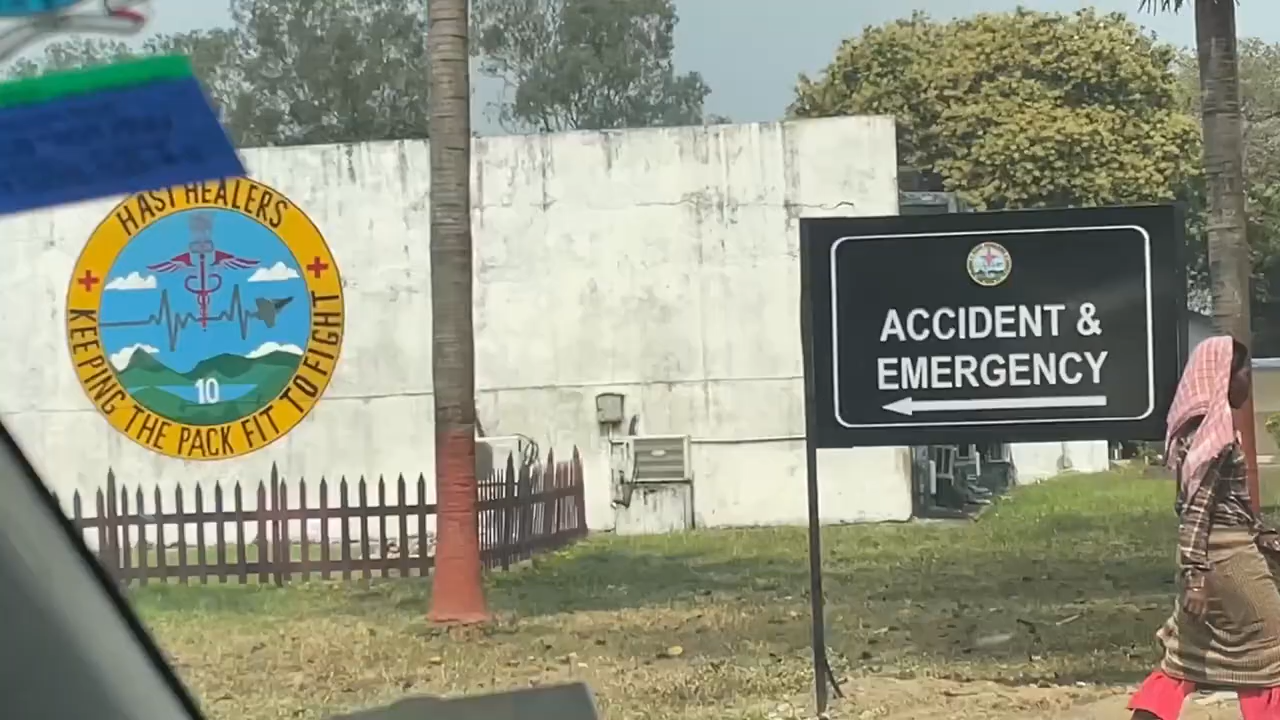 HASI HEALERS
KEEPING THE PACK FIT TO FIGHT
10
ACCIDENT &
EMERGENCY